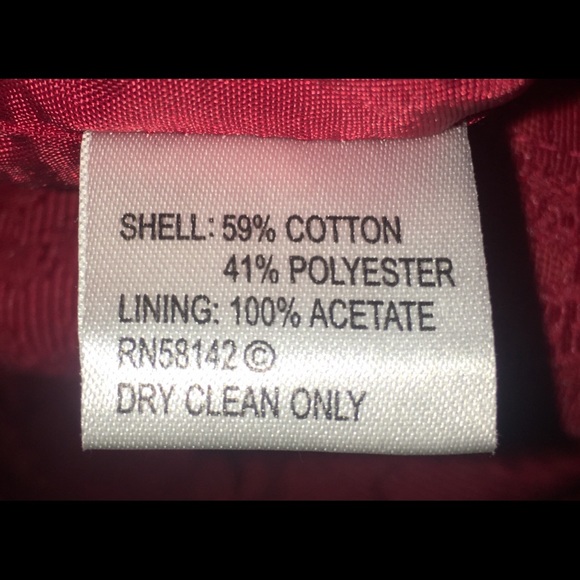 SHELL: 59% COTTON
41% POLYESTER
LINING: 100% ACETATE
RN58142 ©
DRY CLEAN ONLY